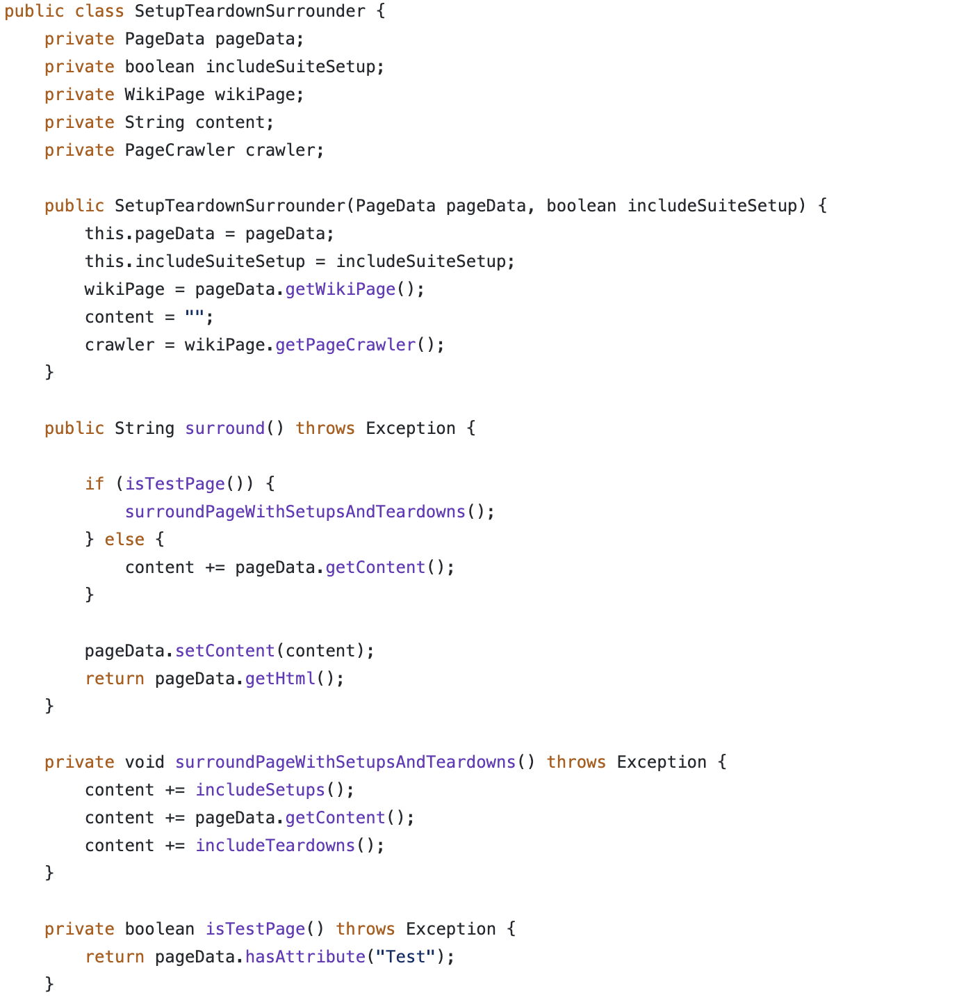 public class SetupTeardownSurrounder {
    private PageData pageData;
    private boolean includeSuiteSetup;
    private WikiPage wikiPage;
    private String content;
    private PageCrawler crawler;

    public SetupTeardownSurrounder(PageData pageData, boolean includeSuiteSetup) {
        this.pageData = pageData;
        this.includeSuiteSetup = includeSuiteSetup;
        wikiPage = pageData.getWikiPage();
        content = "";
        crawler = wikiPage.getPageCrawler();
    }

    public String surround() throws Exception {

        if (isTestPage()) {
            surroundPageWithSetupsAndTeardowns();
        } else {
            content += pageData.getContent();
        }

        pageData.setContent(content);
        return pageData.getHtml();
    }

    private void surroundPageWithSetupsAndTeardowns() throws Exception {
        content += includeSetups();
        content += pageData.getContent();
        content += includeTeardowns();
    }

    private boolean isTestPage() throws Exception {
        return pageData.hasAttribute("Test");
    }